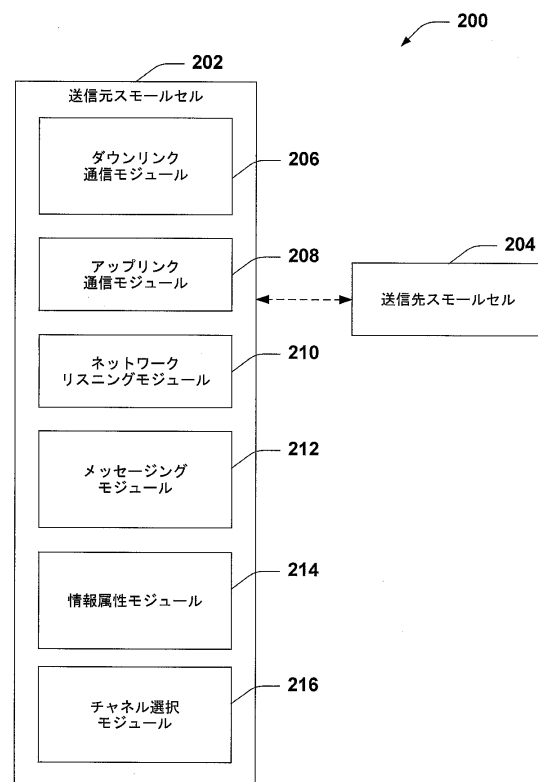 200
202
送信元スモールセル
ダウンリンク
通信モジュール
206
アップリンク
通信モジュール
208
204
送信先スモールセル
ネットワーク
リスニングモジュール
210
メッセージング
モジュール
212
情報属性モジュール
214
チャネル選択
モジュール
216